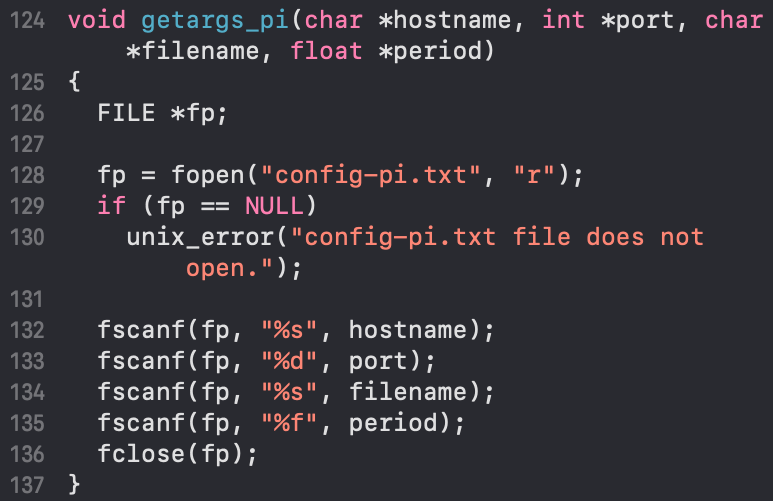 124 void getargs_pi(char *hostname, int *port, char
*filename, float *period)
125 {
126 FILE *fp;
127
128 fp = fopen("config-pi.txt", "r");
129 if (fp == NULL)
130 unix_error("config-pi.txt file does not
open.");
131
132 fscanf(fp, "%s", hostname);
133 fscanf(fp, "%d", port);
134 fscanf(fp, "%s", filename);
135 fscanf(fp, "%f", period);
136 fclose(fp);
137 }